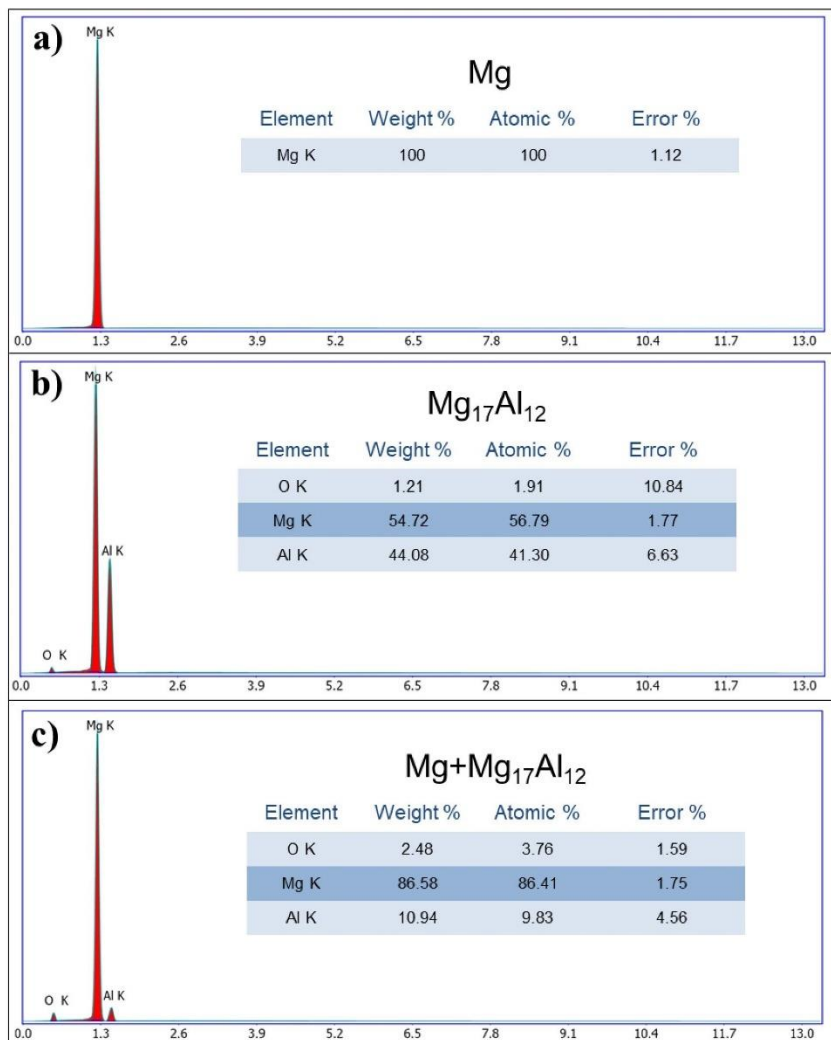 a)
Mg K
Mg
Element Weight % Atomic % Error %
Mg K 100 100 1.12
0.0 1.3 2.6 3.9 5.2 6.5 7.8 9.1 10.4 11.7 13.0
b)
Mg K
Mg₁₇Al₁₂
Element Weight % Atomic % Error %
O K 1.21 1.91 10.84
Mg K 54.72 56.79 1.77
Al K 44.08 41.30 6.63
Al K
O K
0.0 1.3 2.6 3.9 5.2 6.5 7.8 9.1 10.4 11.7 13.0
c)
Mg K
Mg+Mg₁₇Al₁₂
Element Weight % Atomic % Error %
O K 2.48 3.76 1.59
Mg K 86.58 86.41 1.75
Al K 10.94 9.83 4.56
O K Al K
0.0 1.3 2.6 3.9 5.2 6.5 7.8 9.1 10.4 11.7 13.0